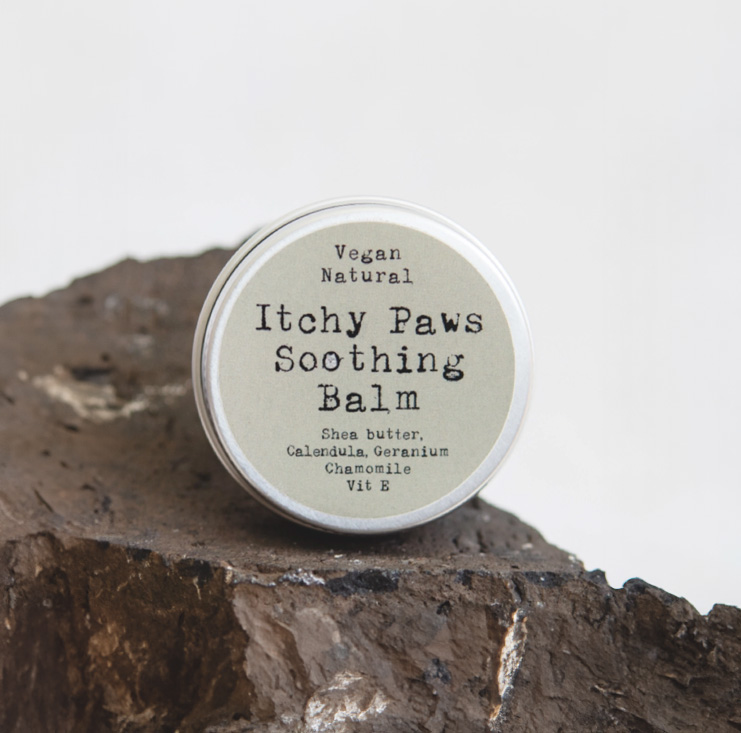 Vegan
Natural
Itchy Paws
Soothing
Balm
Shea butter,
Calendula, Geranium
Chamomile
Vit E